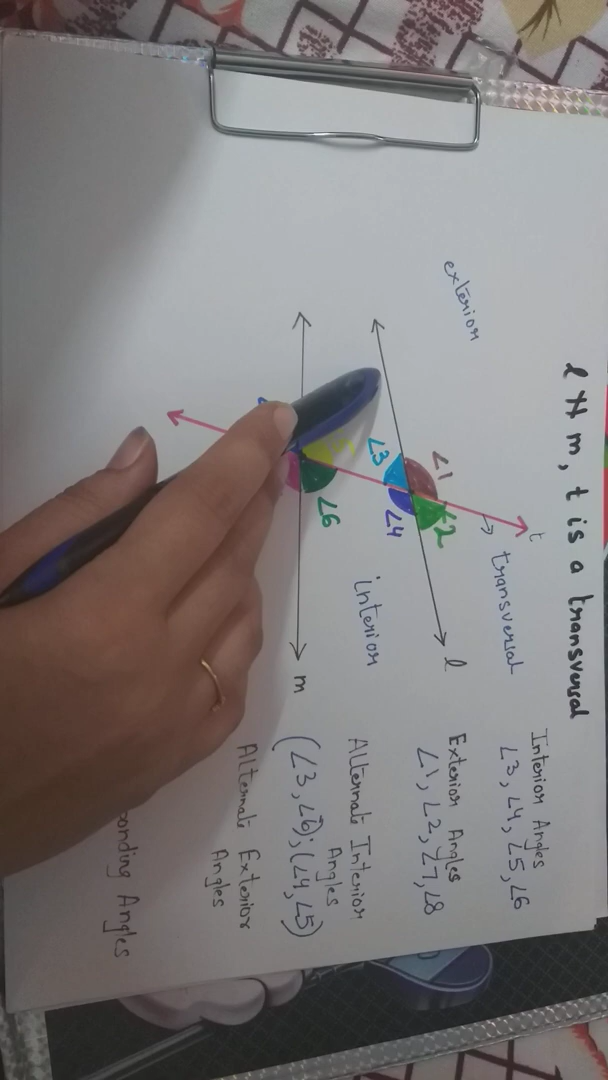 l ∦ m, t is a transversal
t
transversal
exterior
∠1
∠2
l
∠3
∠4
interior
∠6
m
Interior Angles
∠3, ∠4, ∠5, ∠6
Exterior Angles
∠1, ∠2, ∠7, ∠8
Alternate Interior
Angles
(∠3, ∠6); (∠4, ∠5)
Alternate Exterior
Angles
Angles